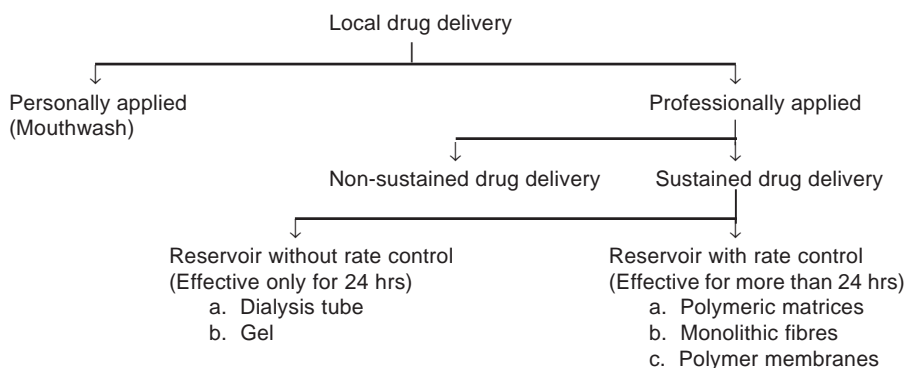 Local drug delivery
Personally applied
(Mouthwash)
Professionally applied
Non-sustained drug delivery
Sustained drug delivery
Reservoir without rate control
(Effective only for 24 hrs)
a. Dialysis tube
b. Gel
Reservoir with rate control
(Effective for more than 24 hrs)
a. Polymeric matrices
b. Monolithic fibres
c. Polymer membranes